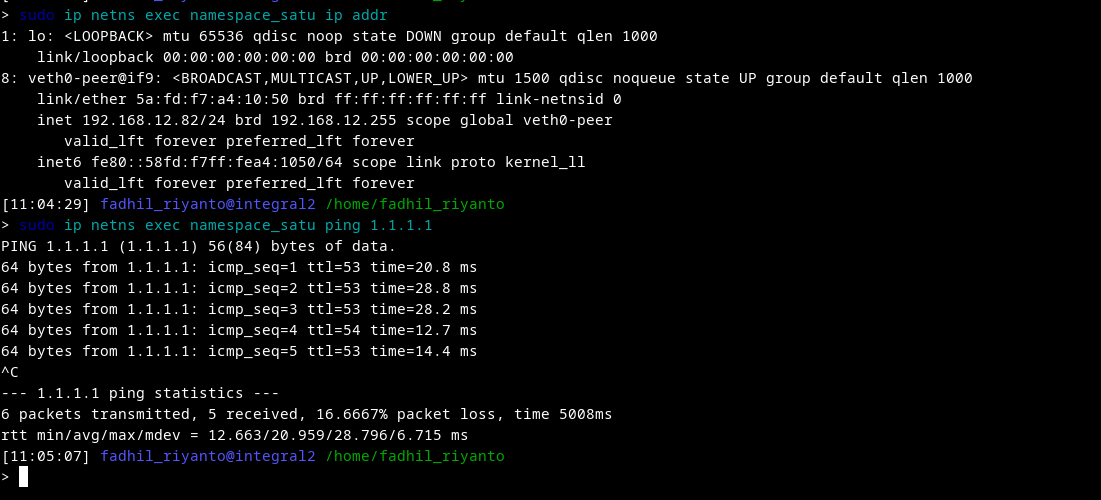 > sudo ip netns exec namespace_satu ip addr
1: lo: <LOOPBACK> mtu 65536 qdisc noop state DOWN group default qlen 1000
    link/loopback 00:00:00:00:00:00 brd 00:00:00:00:00:00
8: veth0-peer@if9: <BROADCAST,MULTICAST,UP,LOWER_UP> mtu 1500 qdisc noqueue state UP group default qlen 1000
    link/ether 5a:fd:f7:a4:10:50 brd ff:ff:ff:ff:ff:ff link-netnsid 0
    inet 192.168.12.82/24 brd 192.168.12.255 scope global veth0-peer
       valid_lft forever preferred_lft forever
    inet6 fe80::58fd:f7ff:fea4:1050/64 scope link proto kernel_ll
       valid_lft forever preferred_lft forever
[11:04:29] fadhil_riyanto@integral2 /home/fadhil_riyanto
> sudo ip netns exec namespace_satu ping 1.1.1.1
PING 1.1.1.1 (1.1.1.1) 56(84) bytes of data.
64 bytes from 1.1.1.1: icmp_seq=1 ttl=53 time=20.8 ms
64 bytes from 1.1.1.1: icmp_seq=2 ttl=53 time=28.8 ms
64 bytes from 1.1.1.1: icmp_seq=3 ttl=53 time=28.2 ms
64 bytes from 1.1.1.1: icmp_seq=4 ttl=54 time=12.7 ms
64 bytes from 1.1.1.1: icmp_seq=5 ttl=53 time=14.4 ms
^C
--- 1.1.1.1 ping statistics ---
6 packets transmitted, 5 received, 16.6667% packet loss, time 5008ms
rtt min/avg/max/mdev = 12.663/20.959/28.796/6.715 ms
[11:05:07] fadhil_riyanto@integral2 /home/fadhil_riyanto
>